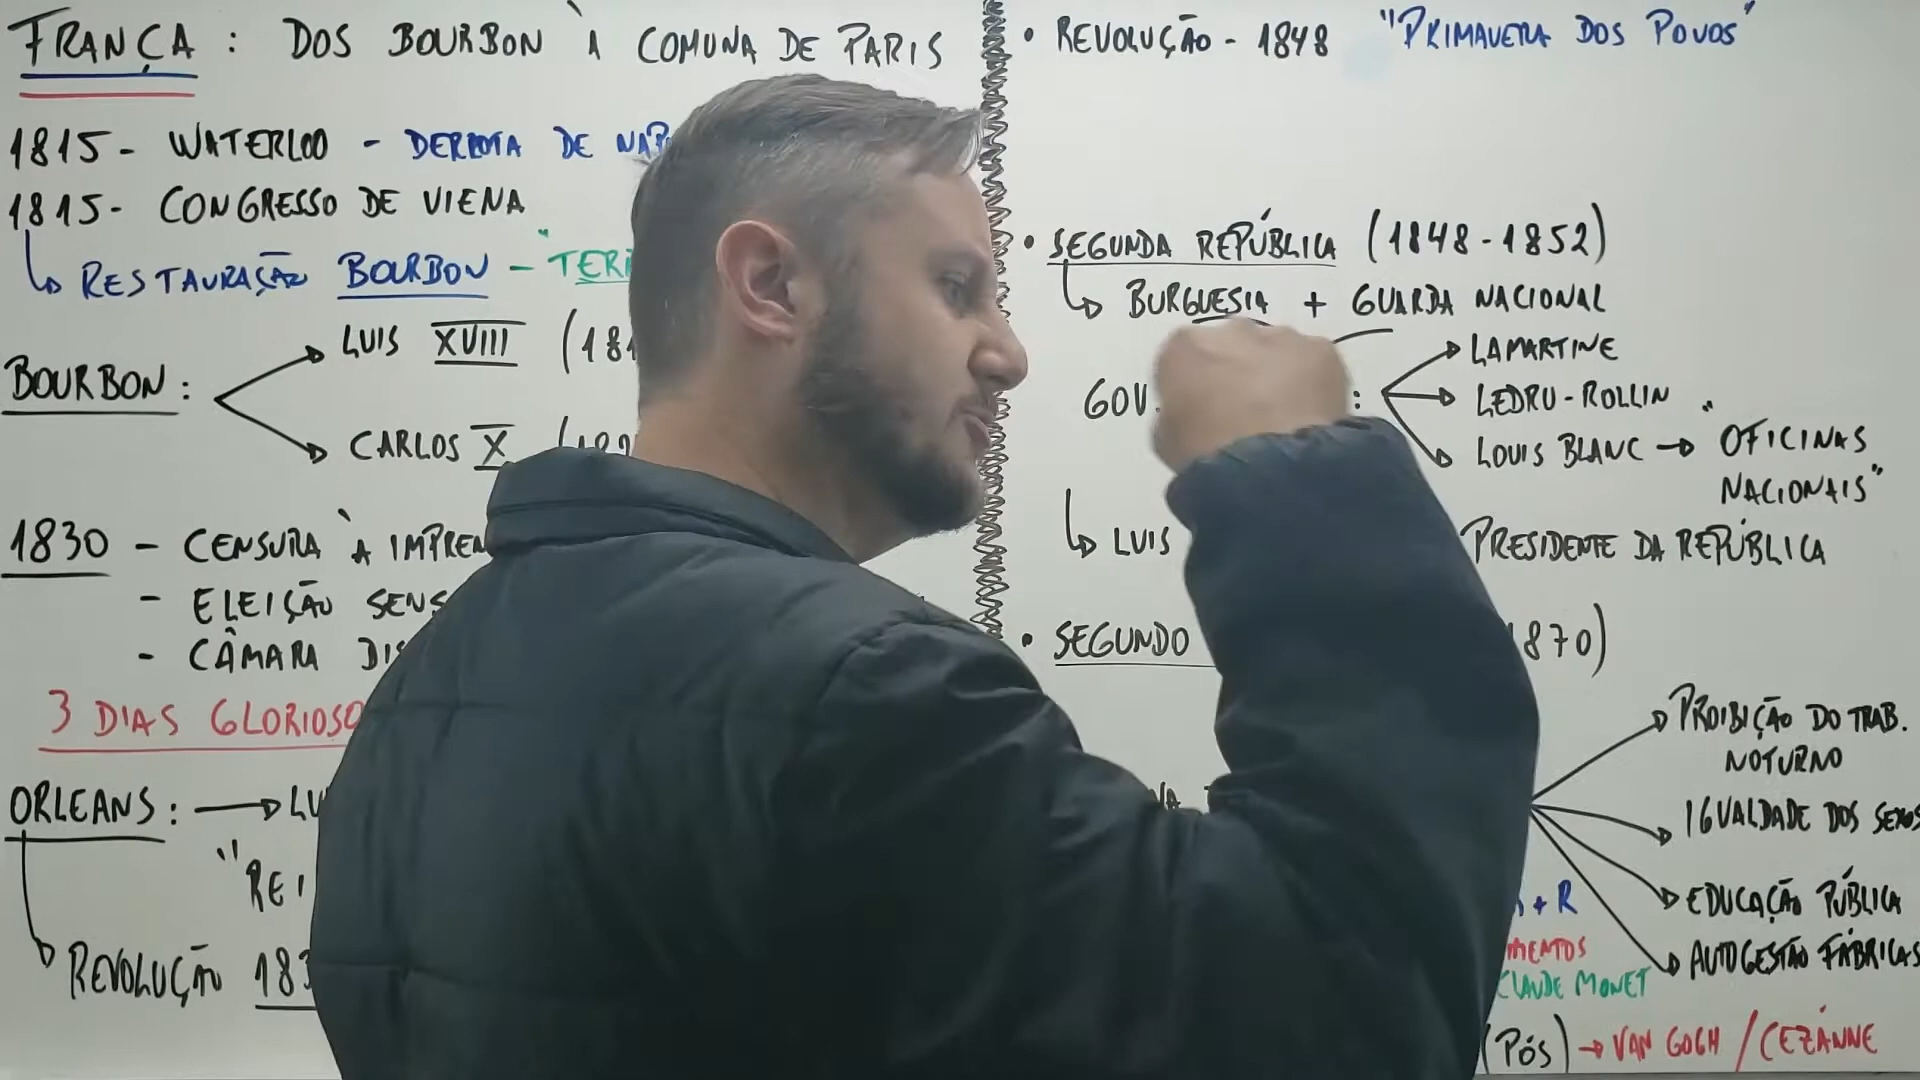 FRANÇA: DOS BOURBON À COMUNA DE PARIS
1815 - WATERLOO - DERROTA DE NAP
1815 - CONGRESSO DE VIENA
RESTAURAÇÃO BOURBON - "TERR
BOURBON:
LUIS XVIII (181
CARLOS X (182
1830 - CENSURA À IMPREN
- ELEIÇÃO SENS
- CÂMARA DIS
3 DIAS GLORIOSO
ORLEANS: LU
"REI
REVOLUÇÃO 183
• REVOLUÇÃO - 1848 "PRIMAVERA DOS POVOS"
• SEGUNDA REPÚBLICA (1848-1852)
BURGUESIA + GUARDA NACIONAL
GOV. :
LAMARTINE
LEDRU-ROLLIN
LOUIS BLANC → "OFICINAS
NACIONAIS"
LUIS PRESIDENTE DA REPÚBLICA
• SEGUNDO 1870)
PROIBIÇÃO DO TRAB.
NOTURNO
IGUALDADE DOS SEXOS
EDUCAÇÃO PÚBLICA
AUTOGESTÃO FÁBRICAS
+ R
MENTOS
CLAUDE MONET
(PÓS) → VAN GOGH / CEZÁNNE